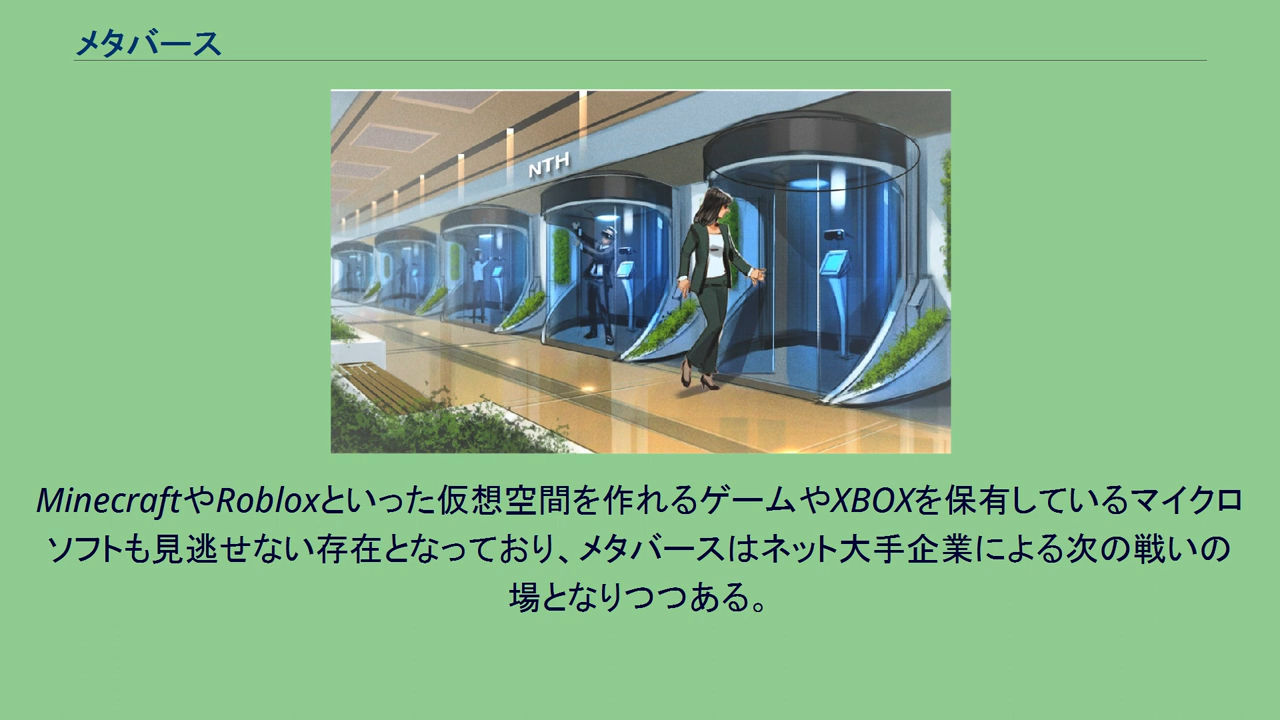 メタバース
NTH
MinecraftやRobloxといった仮想空間を作れるゲームやXBOXを保有しているマイクロ
ソフトも見逃せない存在となっており、メタバースはネット大手企業による次の戦いの
場となりつつある。